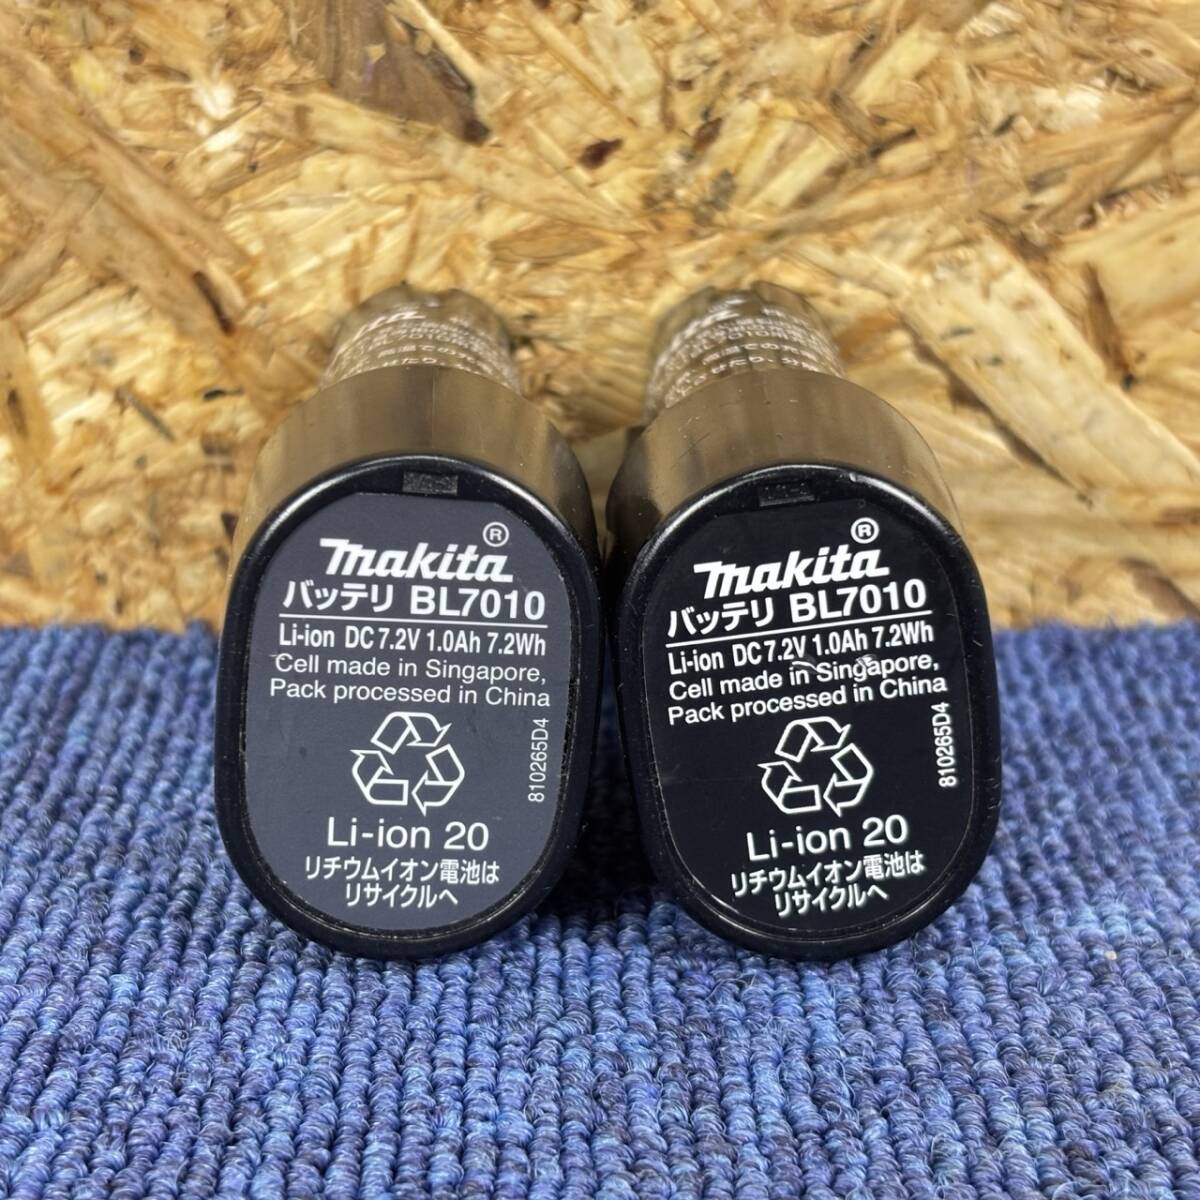 makita®
バッテリ BL7010
Li-ion DC 7.2V 1.0Ah 7.2Wh
Cell made in Singapore,
Pack processed in China
810265D4
Li-ion 20
リチウムイオン電池は
リサイクルへ
makita®
バッテリ BL7010
Li-ion DC 7.2V 1.0Ah 7.2Wh
Cell made in Singapore,
Pack processed in China
810265D4
Li-ion 20
リチウムイオン電池は
リサイクルへ